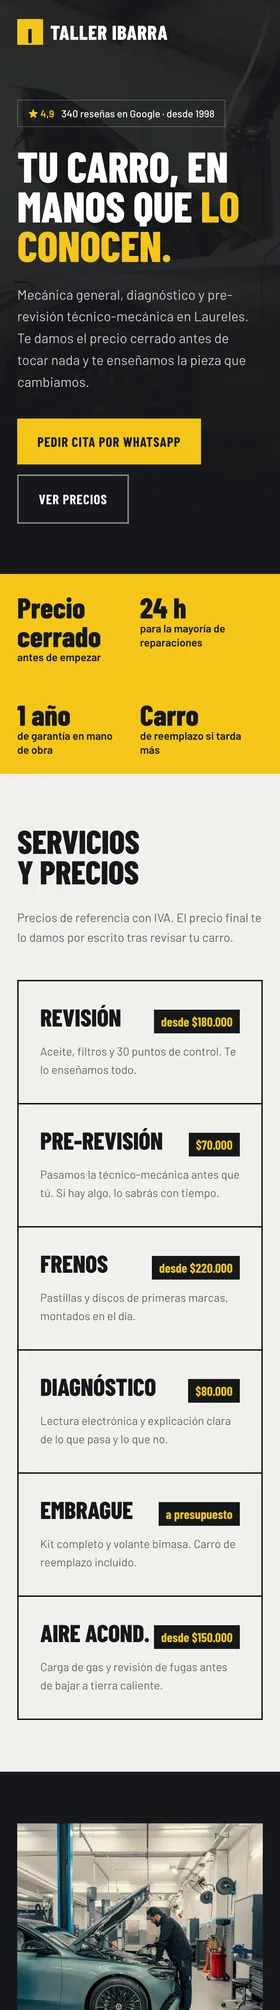 TALLER IBARRA
★ 4,9 340 reseñas en Google · desde 1998
TU CARRO, EN
MANOS QUE LO
CONOCEN.
Mecánica general, diagnóstico y pre-
revisión técnico-mecánica en Laureles.
Te damos el precio cerrado antes de
tocar nada y te enseñamos la pieza que
cambiamos.
PEDIR CITA POR WHATSAPP
VER PRECIOS
Precio
cerrado
antes de empezar
24 h
para la mayoría de
reparaciones
1 año
de garantía en mano
de obra
Carro
de reemplazo si tarda
más
SERVICIOS
Y PRECIOS
Precios de referencia con IVA. El precio final te
lo damos por escrito tras revisar tu carro.
REVISIÓN desde $180.000
Aceite, filtros y 30 puntos de control. Te
lo enseñamos todo.
PRE-REVISIÓN $70.000
Pasamos la técnico-mecánica antes que
tú. Si hay algo, lo sabrás con tiempo.
FRENOS desde $220.000
Pastillas y discos de primeras marcas,
montados en el día.
DIAGNÓSTICO $80.000
Lectura electrónica y explicación clara
de lo que pasa y lo que no.
EMBRAGUE a presupuesto
Kit completo y volante bimasa. Carro de
reemplazo incluido.
AIRE ACOND. desde $150.000
Carga de gas y revisión de fugas antes
de bajar a tierra caliente.